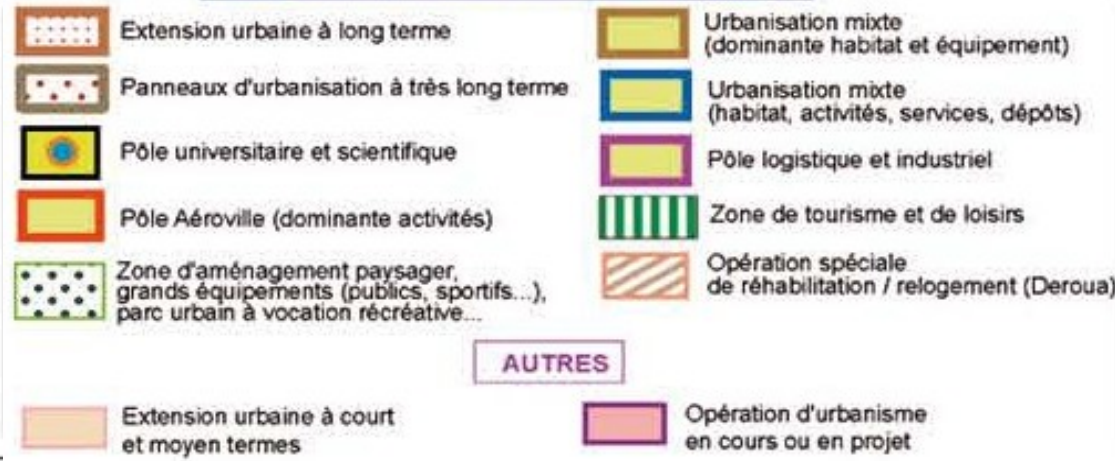 Extension urbaine à long terme
Panneaux d'urbanisation à très long terme
Pôle universitaire et scientifique
Pôle Aéroville (dominante activités)
Zone d'aménagement paysager,
grands équipements (publics, sportifs...),
parc urbain à vocation récréative...
Urbanisation mixte
(dominante habitat et équipement)
Urbanisation mixte
(habitat, activités, services, dépôts)
Pôle logistique et industriel
Zone de tourisme et de loisirs
Opération spéciale
de réhabilitation / relogement (Deroua)
AUTRES
Extension urbaine à court
et moyen termes
Opération d'urbanisme
en cours ou en projet